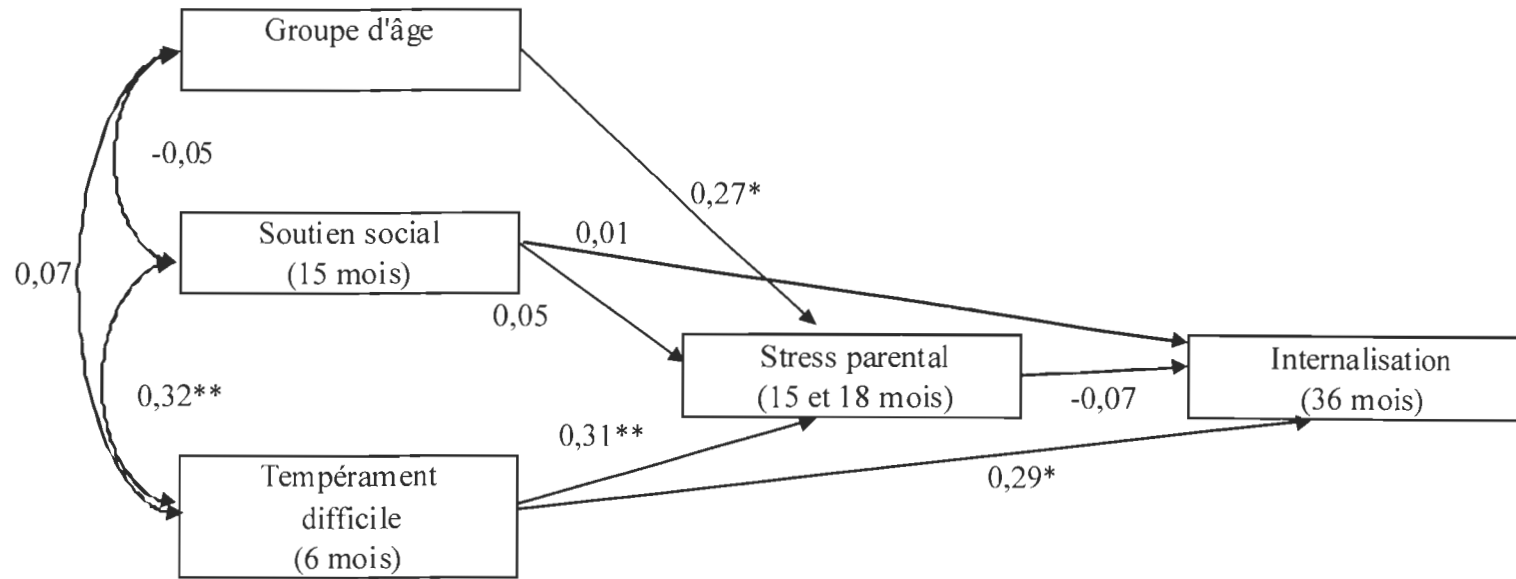 Groupe d'âge
-0,05
0,27*
Soutien social
(15 mois)
0,01
0,07
0,05
Stress parental
(15 et 18 mois)
Internalisation
(36 mois)
-0,07
0,32**
0,31**
0,29*
Tempérament
difficile
(6 mois)